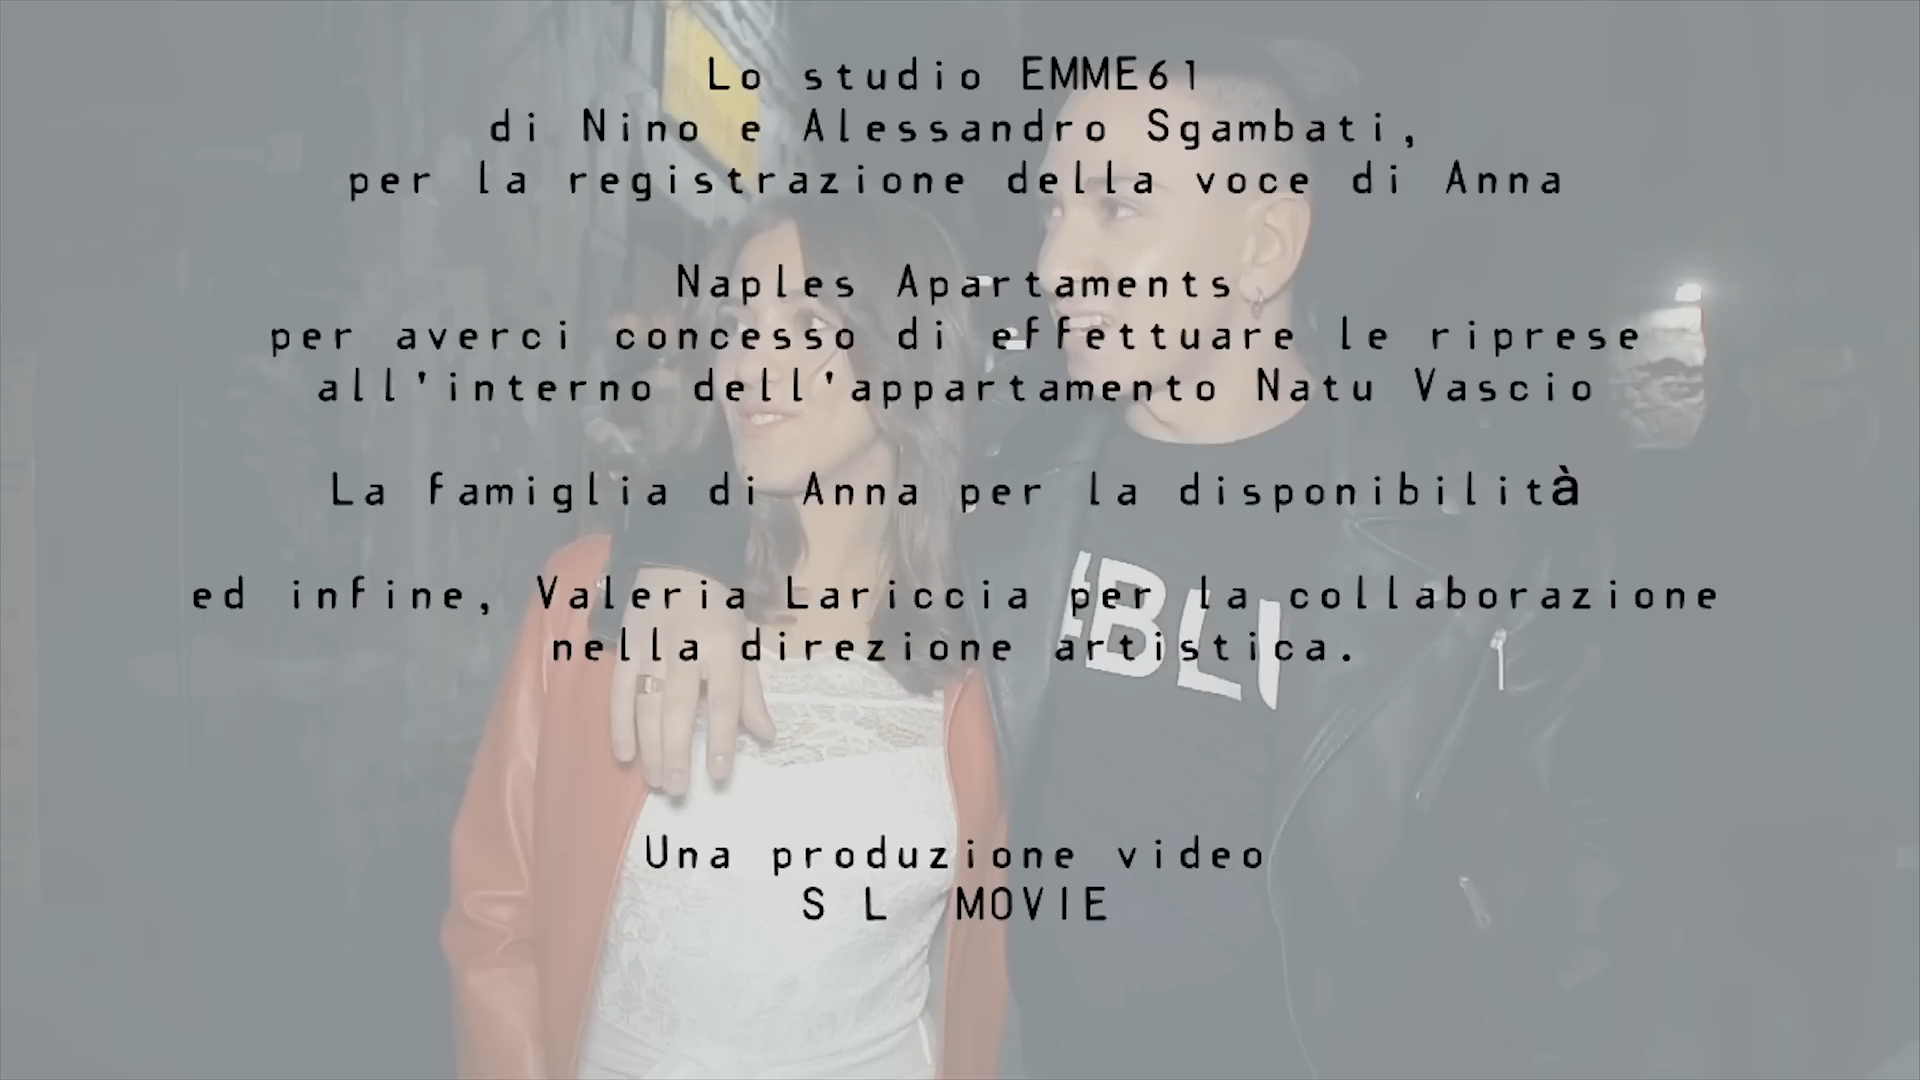 Lo studio EMME61
di Nino e Alessandro Sgambati,
per la registrazione della voce di Anna
Naples Apartaments
per averci concesso di effettuare le riprese
all'interno dell'appartamento Natu Vascio
La famiglia di Anna per la disponibilità
ed infine, Valeria Lariccia per la collaborazione
nella direzione artistica.
BLI
Una produzione video
S L MOVIE